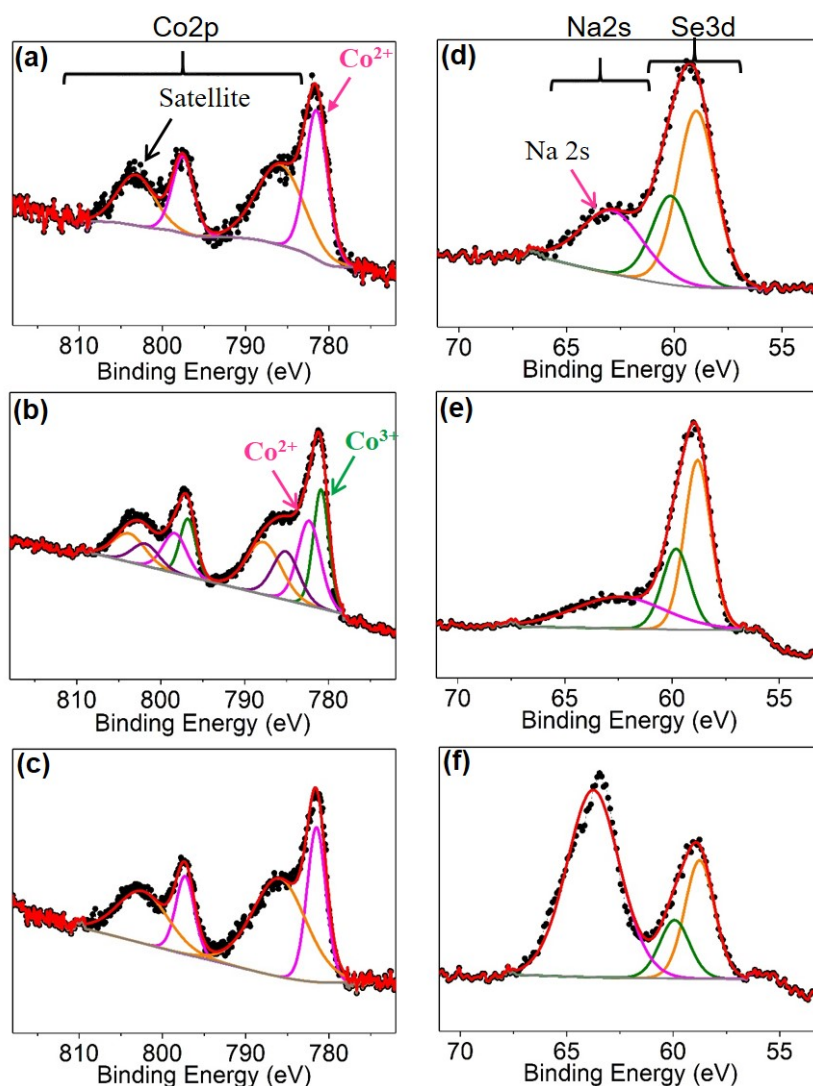 Co2p
(a)
Co2+
Satellite
810 800 790 780
Binding Energy (eV)
Na2s Se3d
(d)
Na 2s
70 65 60 55
Binding Energy (eV)
(b)
Co2+
Co3+
810 800 790 780
Binding Energy (eV)
(e)
70 65 60 55
Binding Energy (eV)
(c)
810 800 790 780
Binding Energy (eV)
(f)
70 65 60 55
Binding Energy (eV)